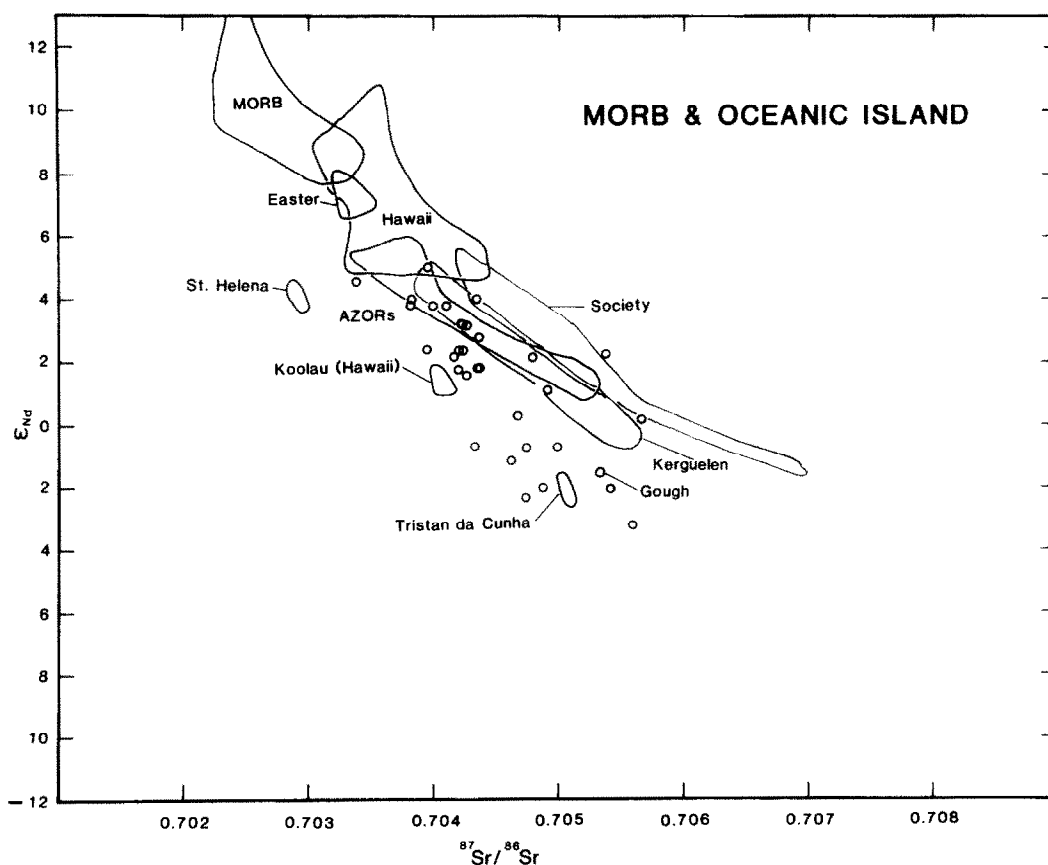 MORB & OCEANIC ISLAND
12
10
8
6
4
2
0
2
4
6
8
10
−12
εNd
MORB
Easter
Hawaii
St. Helena
AZORs
Society
Koolau (Hawaii)
Kerguelen
Gough
Tristan da Cunha
0.702 0.703 0.704 0.705 0.706 0.707 0.708
⁸⁷Sr/⁸⁶Sr